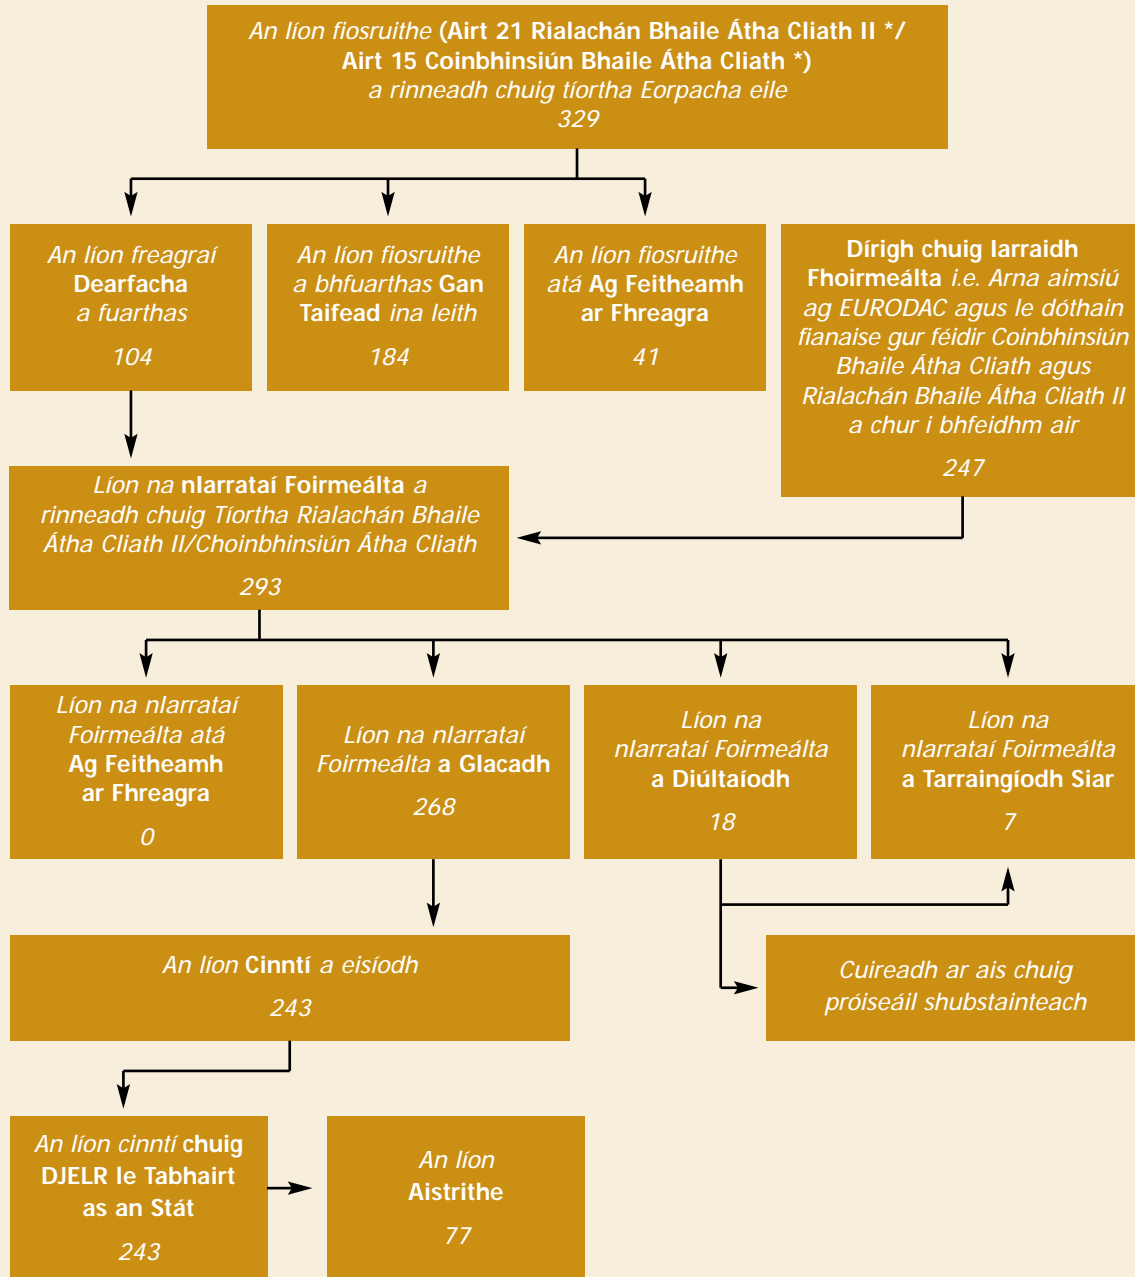 An líon fiosruithe (Airt 21 Rialachán Bhaile Átha Cliath II */
Airt 15 Coinbhinsiún Bhaile Átha Cliath *)
a rinneadh chuig tíortha Eorpacha eile
329
An líon freagraí
Dearfacha
a fuarthas
104
An líon fiosruithe
a bhfuarthas Gan
Taifead ina leith
184
An líon fiosruithe
atá Ag Feitheamh
ar Fhreagra
41
Dírigh chuig Iarraidh
Fhoirmeálta i.e. Arna aimsiú
ag EURODAC agus le dóthain
fianaise gur féidir Coinbhinsiún
Bhaile Átha Cliath agus
Rialachán Bhaile Átha Cliath II
a chur i bhfeidhm air
247
Líon na nIarrataí Foirmeálta a
rinneadh chuig Tíortha Rialachán Bhaile
Átha Cliath II/Choinbhinsiún Átha Cliath
293
Líon na nIarrataí
Foirmeálta atá
Ag Feitheamh
ar Fhreagra
0
Líon na nIarrataí
Foirmeálta a Glacadh
268
Líon na
nIarrataí Foirmeálta
a Diúltaíodh
18
Líon na
nIarrataí Foirmeálta
a Tarraingíodh Siar
7
An líon Cinntí a eisíodh
243
Cuireadh ar ais chuig
próiseáil shubstainteach
An líon cinntí chuig
DJELR le Tabhairt
as an Stát
243
An líon
Aistrithe
77